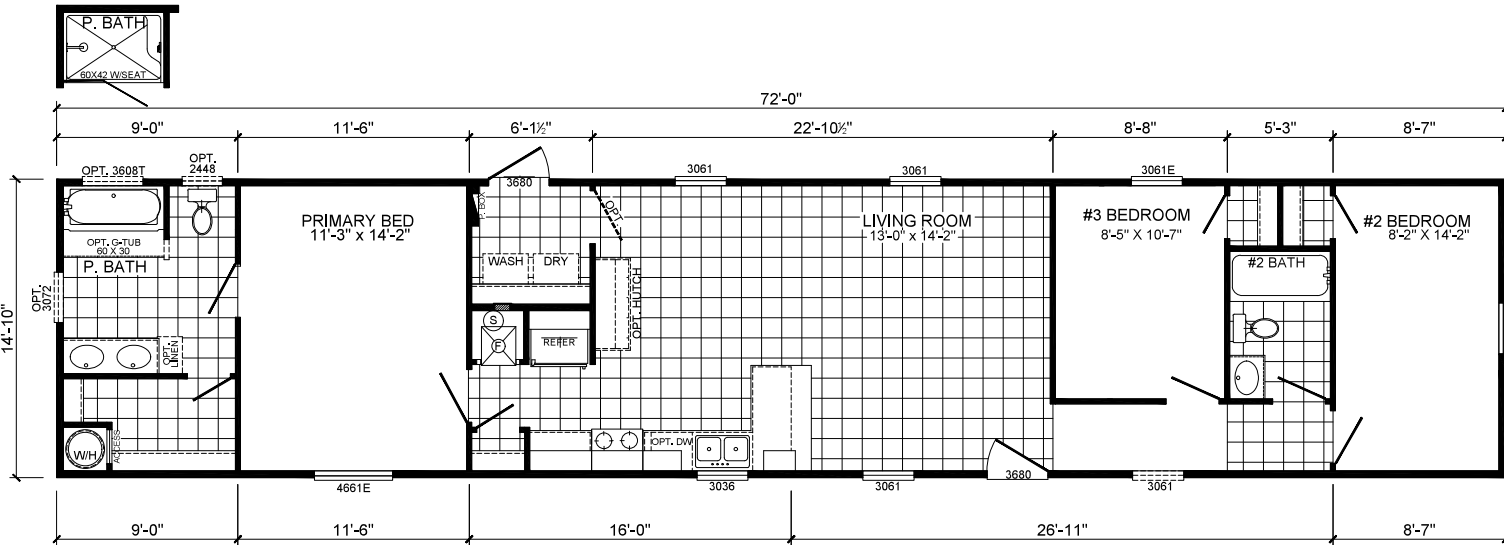 P. BATH
60X42 W/SEAT
72'-0"
9'-0"
11'-6"
6'-1½"
22'-10½"
8'-8"
5'-3"
8'-7"
OPT. 3608T
OPT.
2448
3680
3061
3061
3061E
P. BOX
OPT.
PRIMARY BED
11'-3" x 14'-2"
LIVING ROOM
13'-0" x 14'-2"
#3 BEDROOM
8'-5" X 10'-7"
#2 BEDROOM
8'-2" X 14'-2"
OPT. G-TUB
60 X 30
P. BATH
WASH
DRY
#2 BATH
OPT.
3072
OPT. HUTCH
14'-10"
S
F
REFER
OPT.
LINEN
W/H
ACCESS
OPT. DW
4661E
3036
3061
3680
3061
9'-0"
11'-6"
16'-0"
26'-11"
8'-7"